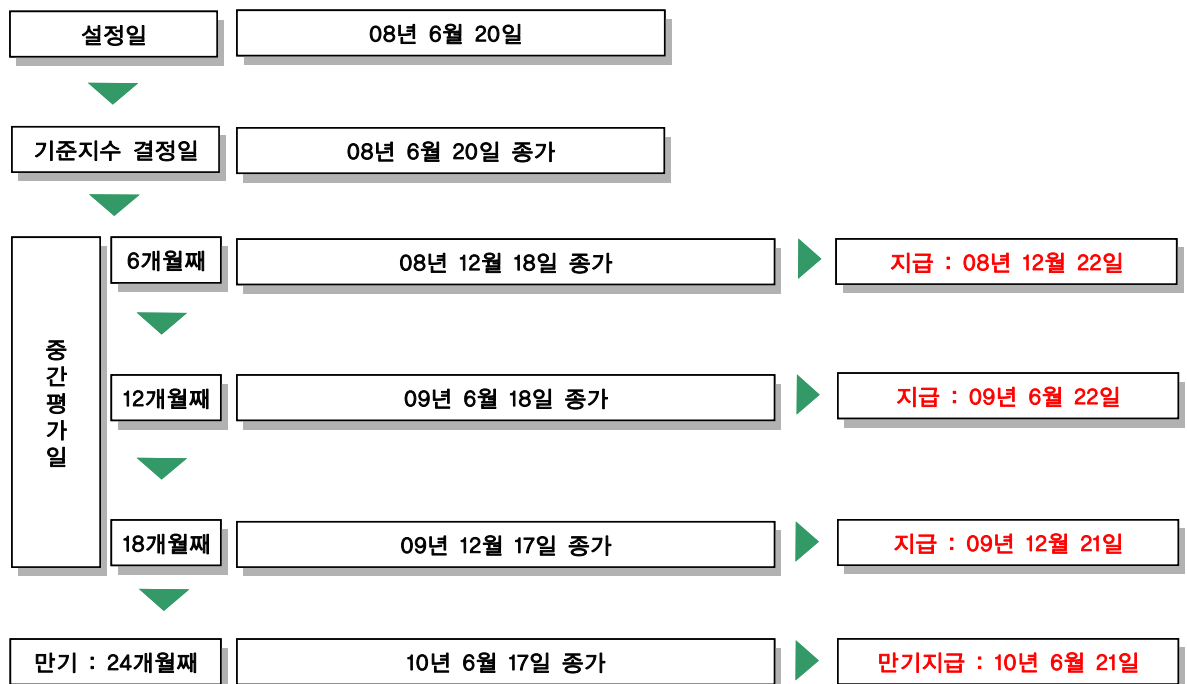 설정일
08년 6월 20일
기준지수 결정일
08년 6월 20일 종가
중간평가일
6개월째
08년 12월 18일 종가
지급 : 08년 12월 22일
12개월째
09년 6월 18일 종가
지급 : 09년 6월 22일
18개월째
09년 12월 17일 종가
지급 : 09년 12월 21일
만기 : 24개월째
10년 6월 17일 종가
만기지급 : 10년 6월 21일